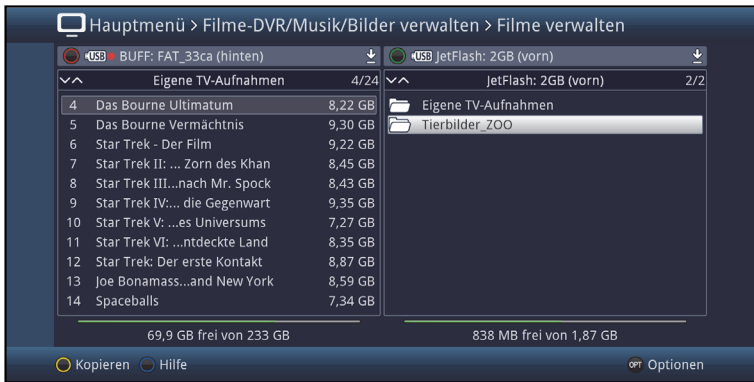 Hauptmenü > Filme-DVR/Musik/Bilder verwalten > Filme verwalten
USB BUFF: FAT_33ca (hinten)
USB JetFlash: 2GB (vorn)
Eigene TV-Aufnahmen 4/24
JetFlash: 2GB (vorn) 2/2
4 Das Bourne Ultimatum 8,22 GB
5 Das Bourne Vermächtnis 9,30 GB
6 Star Trek - Der Film 9,22 GB
7 Star Trek II: ... Zorn des Khan 8,45 GB
8 Star Trek III...nach Mr. Spock 8,43 GB
9 Star Trek IV:... die Gegenwart 9,35 GB
10 Star Trek V: ...es Universums 7,27 GB
11 Star Trek VI: ...ntdeckte Land 8,35 GB
12 Star Trek: Der erste Kontakt 8,87 GB
13 Joe Bonamass...and New York 8,59 GB
14 Spaceballs 7,34 GB
Eigene TV-Aufnahmen
Tierbilder_ZOO
69,9 GB frei von 233 GB
838 MB frei von 1,87 GB
Kopieren Hilfe
OPT Optionen